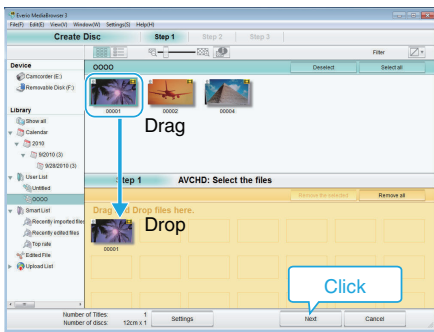 Everio MediaBrowser 3
File(F) Edit(E) View(V) Window(W) Settings(S) Help(H)
Create Disc Step 1 Step 2 Step 3
Filter
Device
Camcorder (E:)
Removable Disk (F:)
Library
Show all
Calendar
2010
9/2010 (3)
9/28/2010 (3)
User List
Untitled
OOOO
Smart List
Recently imported files
Recently edited files
Top rate
Edited File
Upload List
OOOO Deselect Select all
00001 00002 00004
Drag
Step 1 AVCHD: Select the files
Remove the selected Remove all
Drag and Drop files here.
Drop
00001
Click
Number of Titles: 1
Number of discs: 12cm x 1
Settings Next Cancel